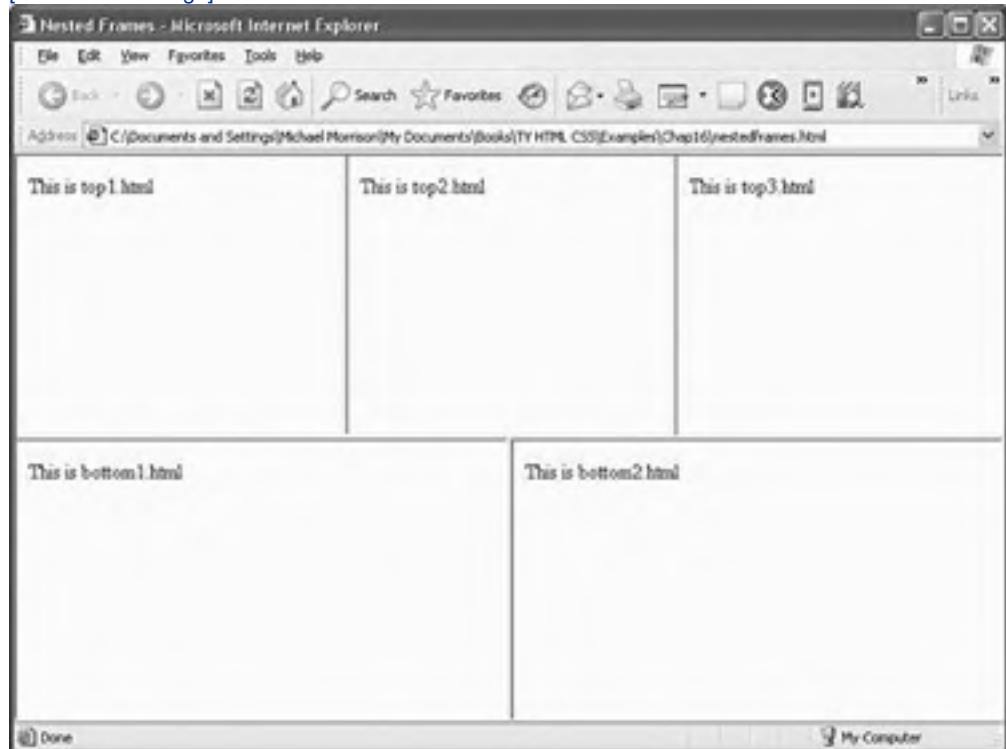 Nested Frames - Microsoft Internet Explorer
File Edit View Favorites Tools Help
Back Search Favorites Links
Address C:\Documents and Settings\Michael Morrison\My Documents\Books\TY HTML CSS\Examples\Chap16\nestedframes.html
This is top1.html This is top2.html This is top3.html
This is bottom1.html This is bottom2.html
Done My Computer